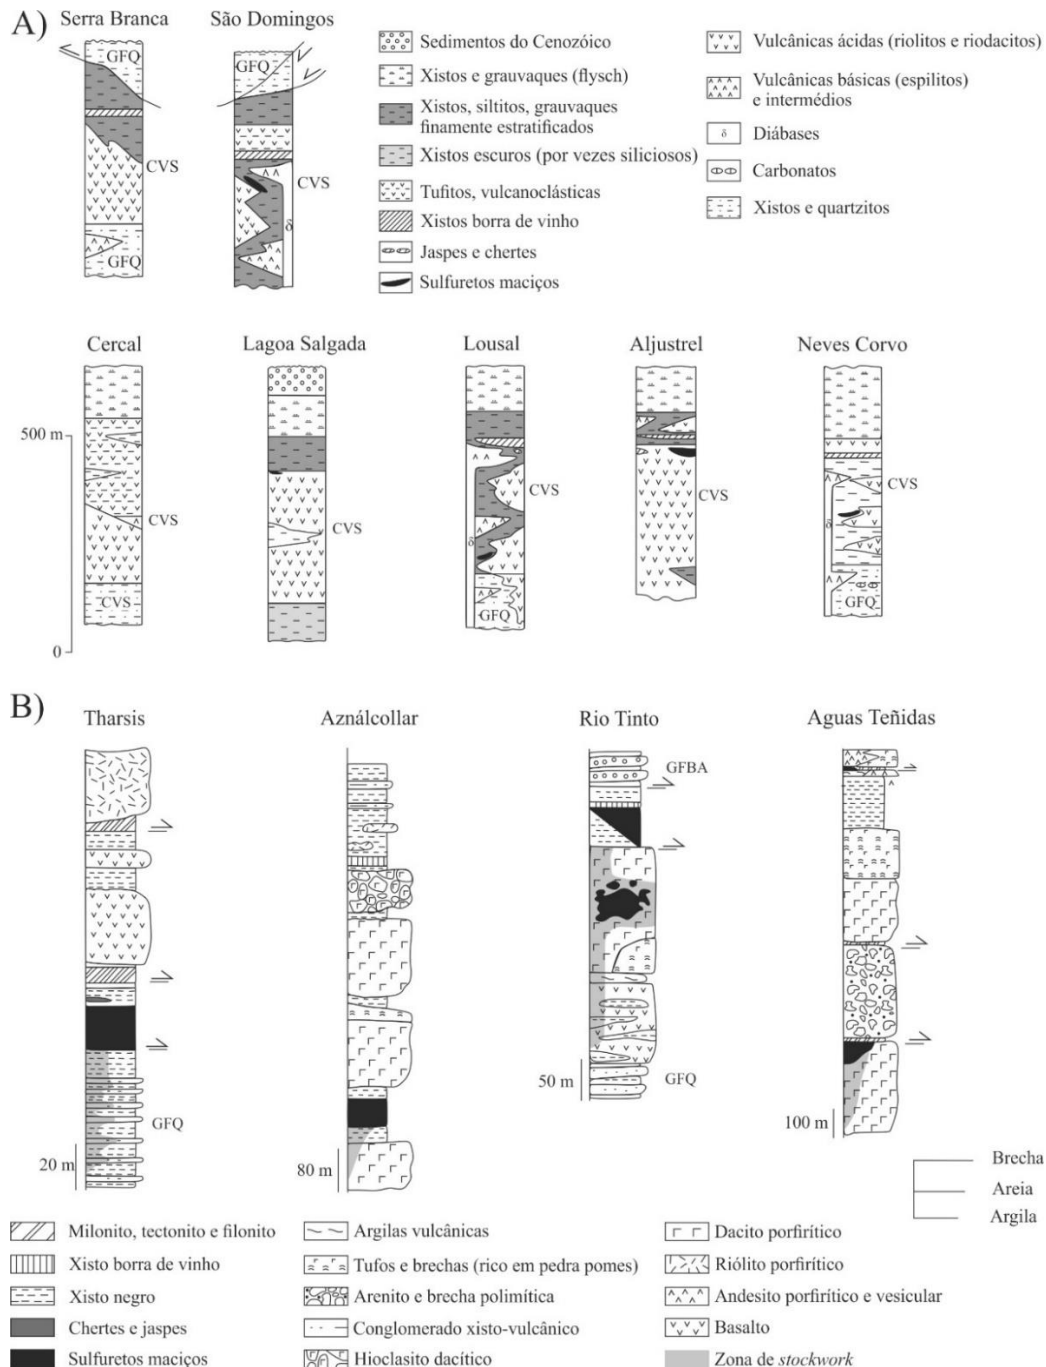 A)
Serra Branca
São Domingos
GFQ
GFQ
CVS
CVS
δ
GFQ
Sedimentos do Cenozóico
Xistos e grauvaques (flysch)
Xistos, siltitos, grauvaques
finamente estratificados
Xistos escuros (por vezes siliciosos)
Tufitos, vulcanoclásticas
Xistos borra de vinho
Jaspes e chertes
Sulfuretos maciços
Vulcânicas ácidas (riolitos e riodacitos)
Vulcânicas básicas (espilitos)
e intermédios
δ
Diábases
Carbonatos
Xistos e quartzitos
Cercal
Lagoa Salgada
Lousal
Aljustrel
Neves Corvo
500 m
0
CVS
CVS
CVS
CVS
CVS
CVS
δ
δ
GFQ
GFQ
B)
Tharsis
Aználcollar
Rio Tinto
Aguas Teñidas
GFBA
GFQ
GFQ
20 m
80 m
50 m
100 m
Brecha
Areia
Argila
Milonito, tectonito e filonito
Xisto borra de vinho
Xisto negro
Chertes e jaspes
Sulfuretos maciços
Argilas vulcânicas
Tufos e brechas (rico em pedra pomes)
Arenito e brecha polimítica
Conglomerado xisto-vulcânico
Hioclasito dacítico
Dacito porfirítico
Riólito porfirítico
Andesito porfirítico e vesicular
Basalto
Zona de stockwork